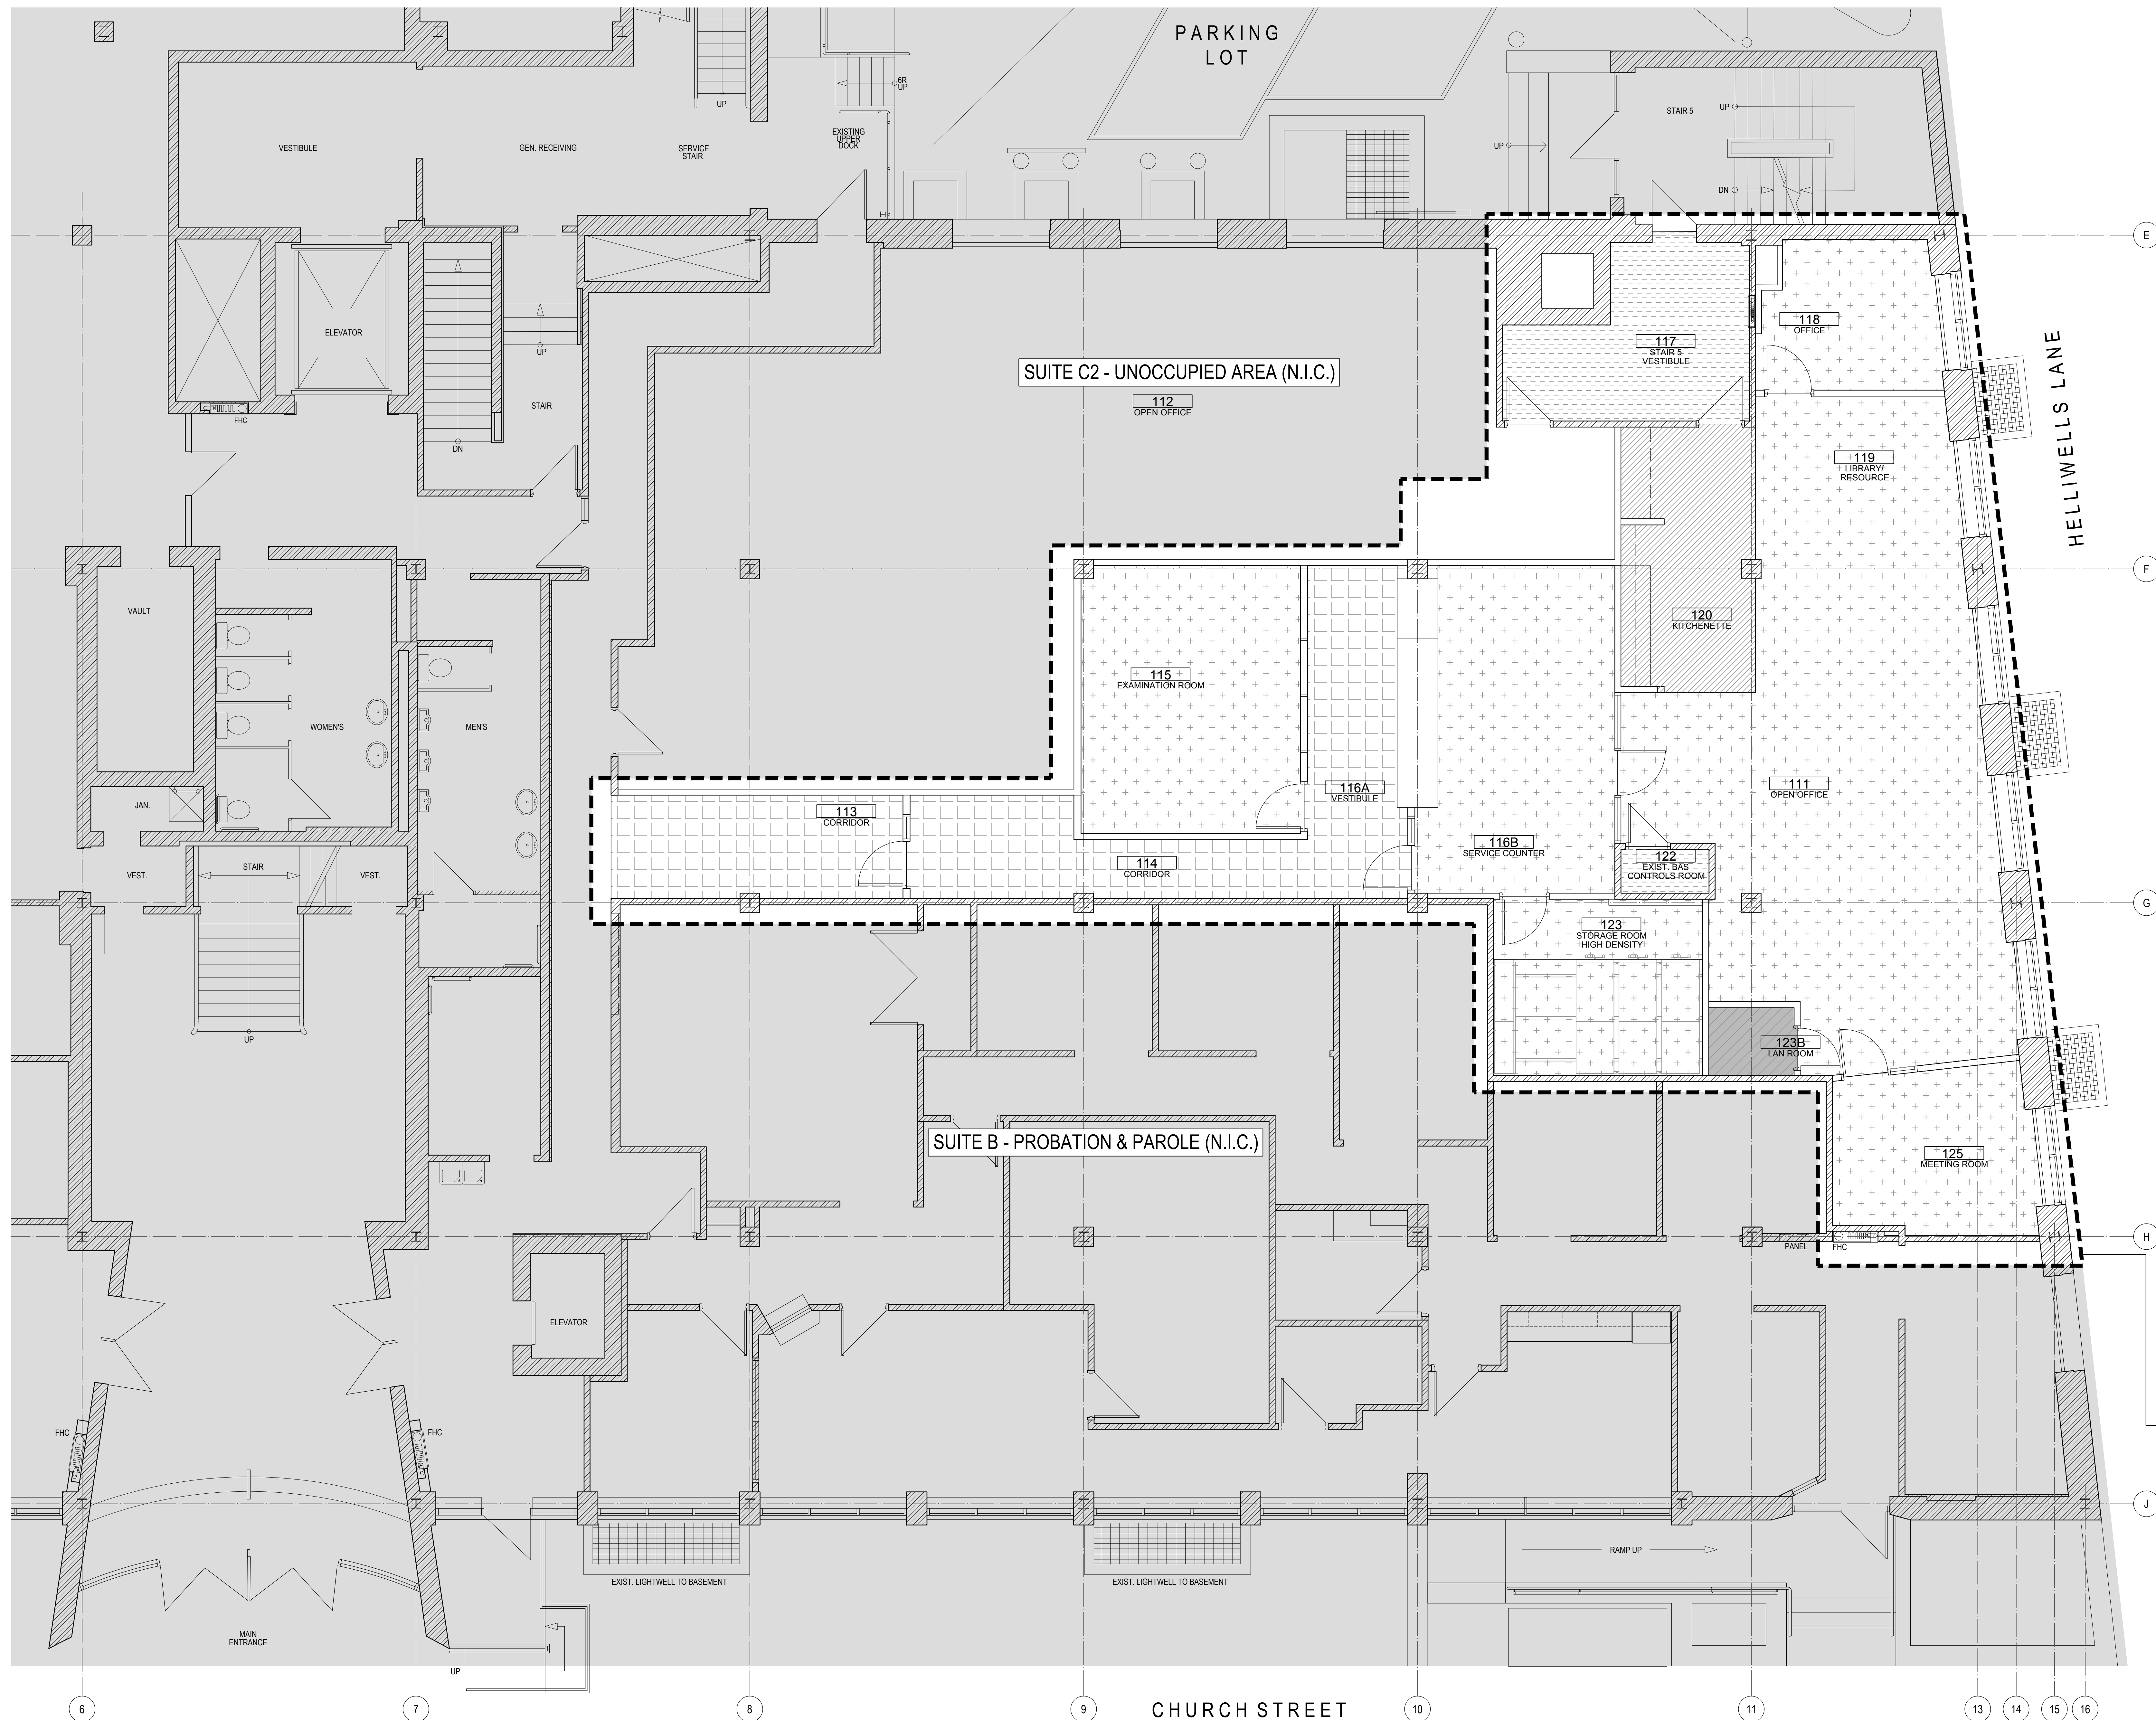 PARKING
LOT
6R
UP
UP
EXISTING
UPPER
DOCK
VESTIBULE
GEN. RECEIVING
SERVICE
STAIR
STAIR 5
UP
UP
DN
E
ELEVATOR
UP
118
OFFICE
117
STAIR 5
VESTIBULE
HELLIWELLS LANE
SUITE C2 - UNOCCUPIED AREA (N.I.C.)
112
OPEN OFFICE
STAIR
FHC
DN
119
LIBRARY/
RESOURCE
F
VAULT
120
KITCHENETTE
115
EXAMINATION ROOM
WOMEN'S
MEN'S
116A
VESTIBULE
111
OPEN OFFICE
JAN.
113
CORRIDOR
116B
SERVICE COUNTER
114
CORRIDOR
122
EXIST. BAS
CONTROLS ROOM
VEST.
STAIR
VEST.
G
123
STORAGE ROOM
HIGH DENSITY
UP
123B
LAN ROOM
SUITE B - PROBATION & PAROLE (N.I.C.)
125
MEETING ROOM
PANEL
FHC
H
ELEVATOR
FHC
FHC
J
RAMP UP
EXIST. LIGHTWELL TO BASEMENT
EXIST. LIGHTWELL TO BASEMENT
MAIN
ENTRANCE
UP
6
7
8
9
10
11
13
14
15
16
CHURCH STREET